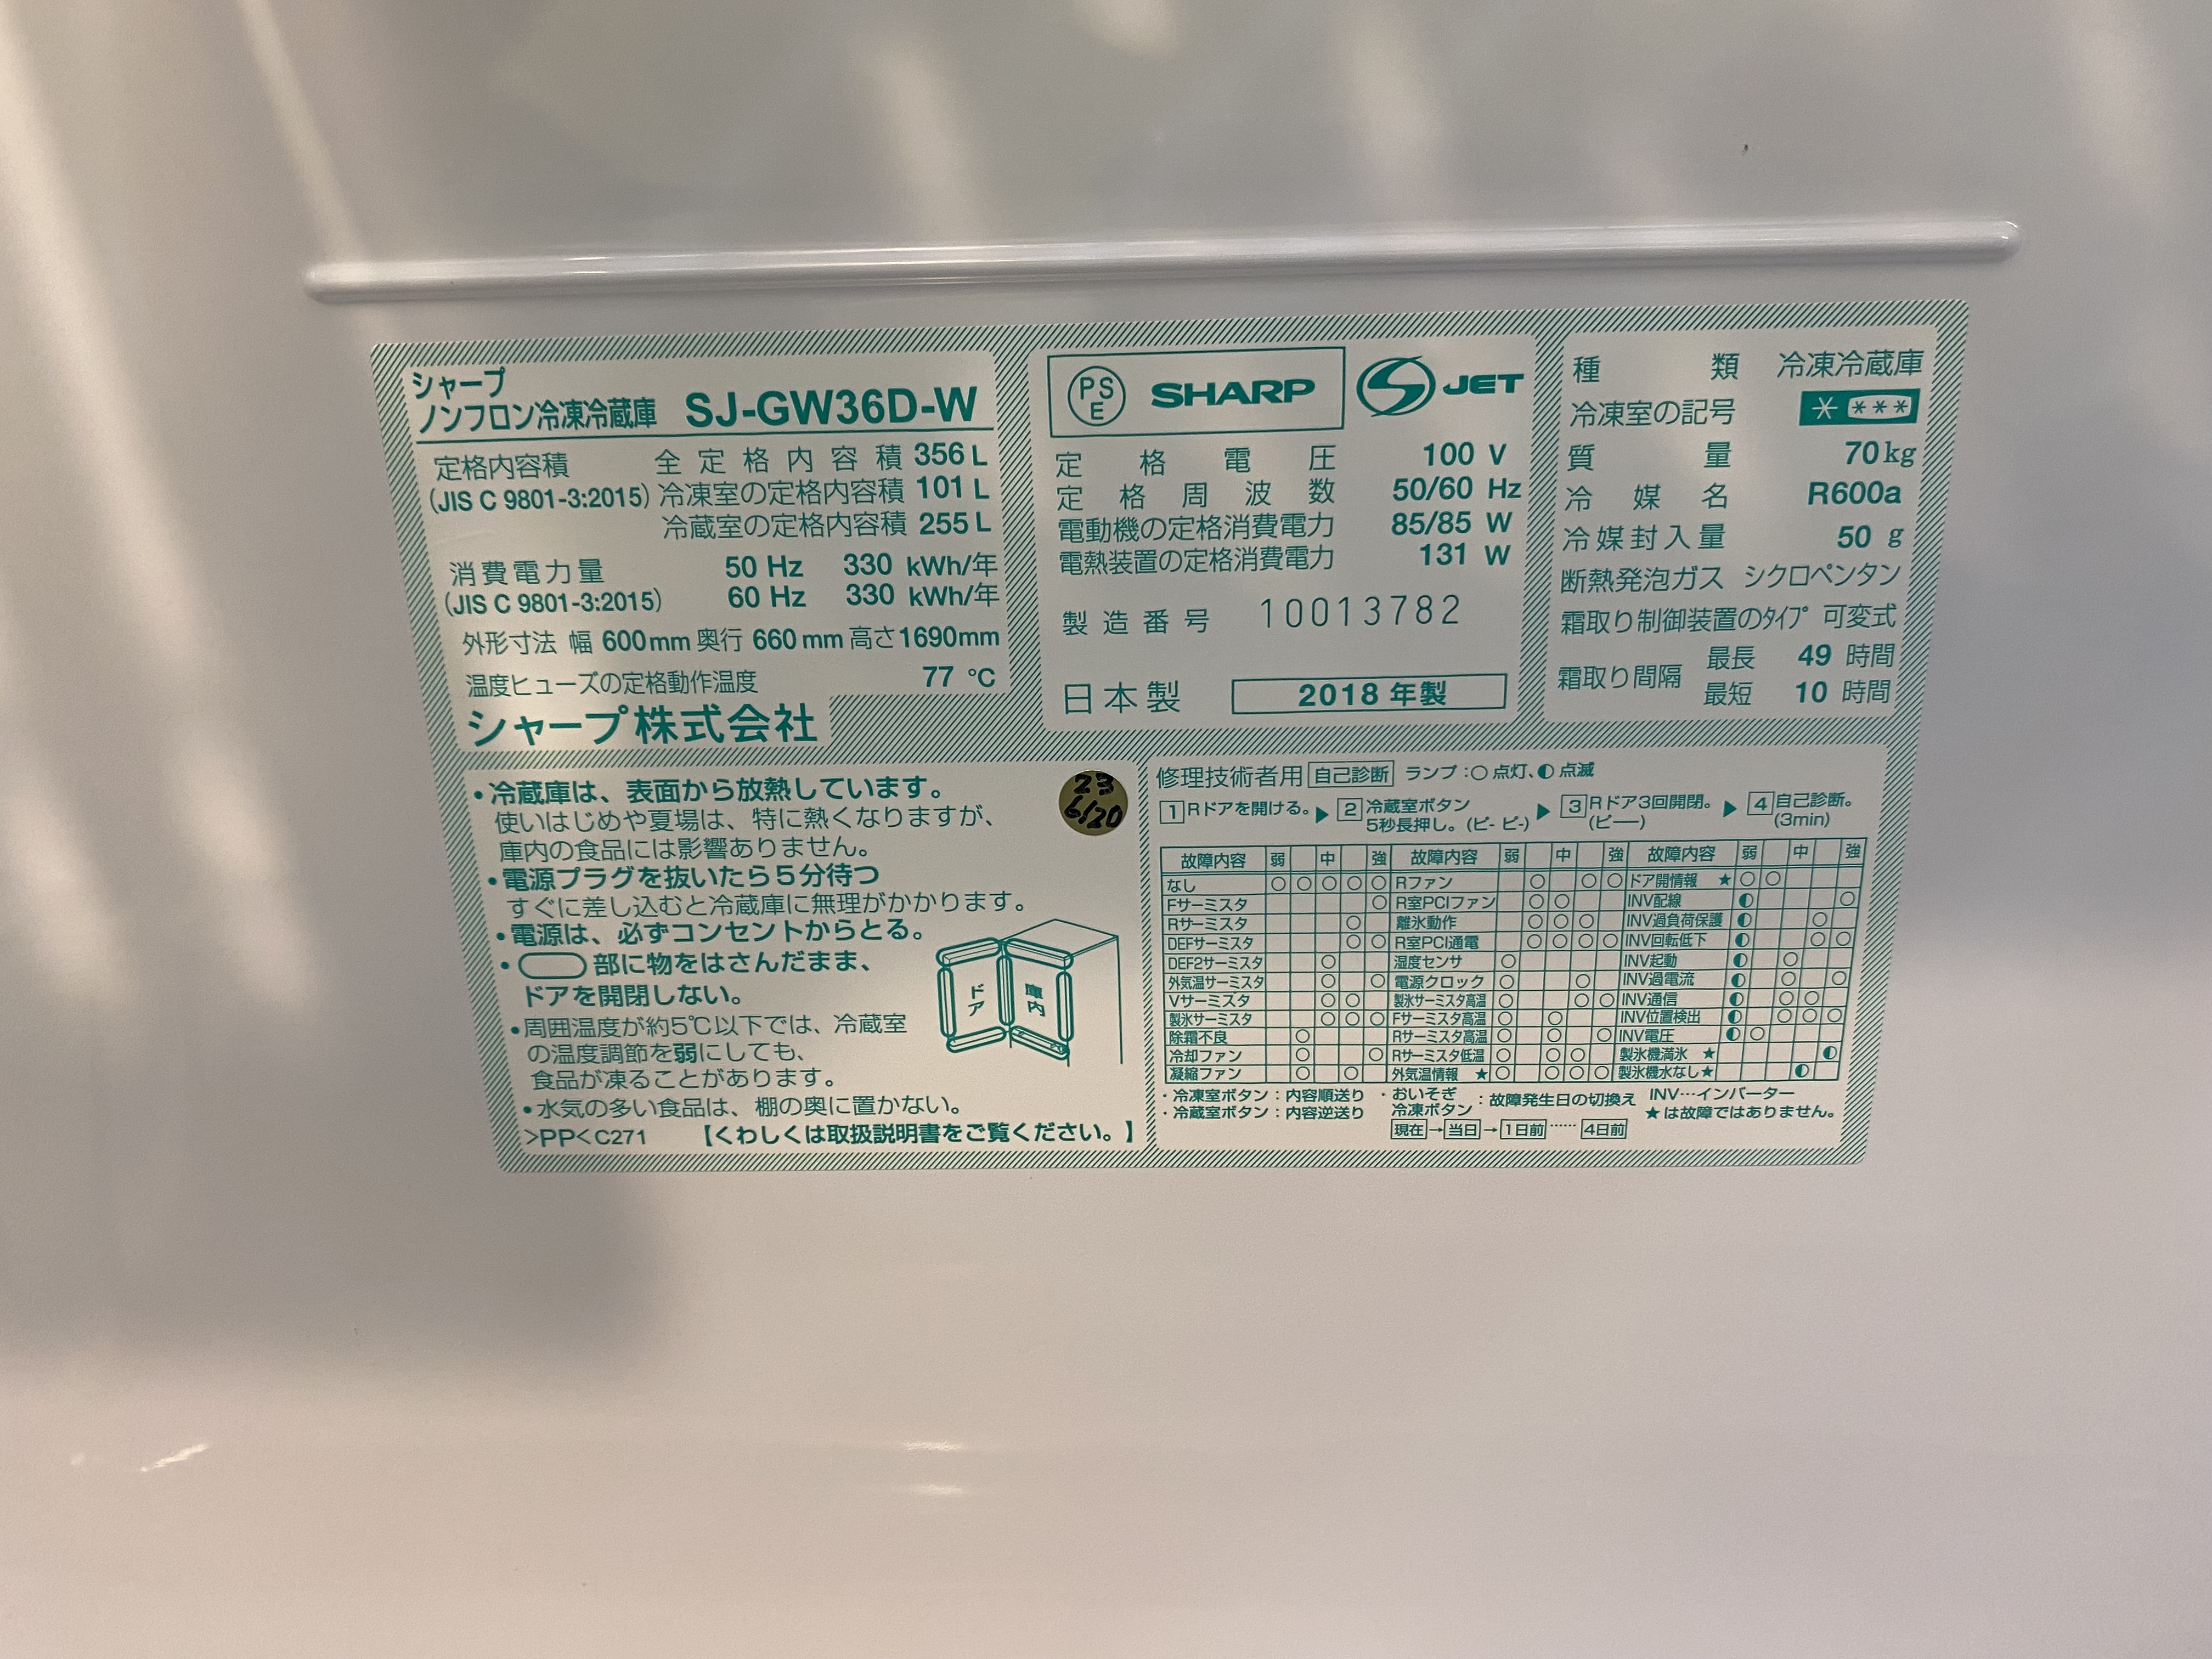 シャープ
ノンフロン冷凍冷蔵庫 SJ-GW36D-W
定格内容積 全定格内容積 356 L
(JIS C 9801-3:2015) 冷凍室の定格内容積 101 L
冷蔵室の定格内容積 255 L
消費電力量 50 Hz 330 kWh/年
(JIS C 9801-3:2015) 60 Hz 330 kWh/年
外形寸法 幅 600mm 奥行 660mm 高さ1690mm
温度ヒューズの定格動作温度 77 ℃
シャープ株式会社
PS
E
SHARP
S JET
定格電圧 100 V
定格周波数 50/60 Hz
電動機の定格消費電力 85/85 W
電熱装置の定格消費電力 131 W
製造番号 10013782
日本製 2018 年製
種類 冷凍冷蔵庫
冷凍室の記号 * ***
質量 70kg
冷媒名 R600a
冷媒封入量 50 g
断熱発泡ガス シクロペンタン
霜取り制御装置のタイプ 可変式
霜取り間隔 最長 49 時間
最短 10 時間
・冷蔵庫は、表面から放熱しています。
使いはじめや夏場は、特に熱くなりますが、
庫内の食品には影響ありません。
・電源プラグを抜いたら5分待つ
すぐに差し込むと冷蔵庫に無理がかかります。
・電源は、必ずコンセントからとる。
・ 部に物をはさんだまま、
ドアを開閉しない。
・周囲温度が約5℃以下では、冷蔵室
の温度調節を弱にしても、
食品が凍ることがあります。
・水気の多い食品は、棚の奥に置かない。
>PP< C271 【くわしくは取扱説明書をご覧ください。】
ドア
庫内
23
6/20
修理技術者用 自己診断 ランプ:○点灯、◐点滅
1 Rドアを開ける。▶ 2 冷蔵室ボタン 5秒長押し。(ピ- ピ-) ▶ 3 Rドア3回開閉。(ピ――) ▶ 4 自己診断。(3min)
故障内容 弱 中 強 故障内容 弱 中 強 故障内容 弱 中 強
なし ○ ○ ○ ○ ○ Rファン ○ ○ ○ ドア開情報 ★ ○ ○
Fサーミスタ ○ R室PCIファン ○ ○ INV配線 ◐ ○
Rサーミスタ ○ 離氷動作 ○ ○ ○ INV過負荷保護 ◐ ○
DEFサーミスタ ○ ○ R室PCI通電 ○ ○ ○ ○ INV回転低下 ◐ ○ ○
DEF2サーミスタ ○ 湿度センサ ○ INV起動 ◐ ○
外気温サーミスタ ○ ○ 電源クロック ○ ○ INV過電流 ◐ ○ ○
Vサーミスタ ○ ○ 製氷サーミスタ高温 ○ ○ ○ INV通信 ◐ ○ ○
製氷サーミスタ ○ ○ ○ Fサーミスタ高温 ○ ○ INV位置検出 ◐ ○ ○ ○
除霜不良 ○ Rサーミスタ高温 ○ ○ ○ INV電圧 ◐ ○
冷却ファン ○ ○ Rサーミスタ低温 ○ ○ ○ 製氷機満氷 ★ ◐
凝縮ファン ○ ○ 外気温情報 ★ ○ ○ ○ ○ 製氷機水なし★ ◐
・冷凍室ボタン:内容順送り
・冷蔵室ボタン:内容逆送り
・おいそぎ
冷凍ボタン :故障発生日の切換え
現在→当日→1日前……4日前
INV…インバーター
★は故障ではありません。